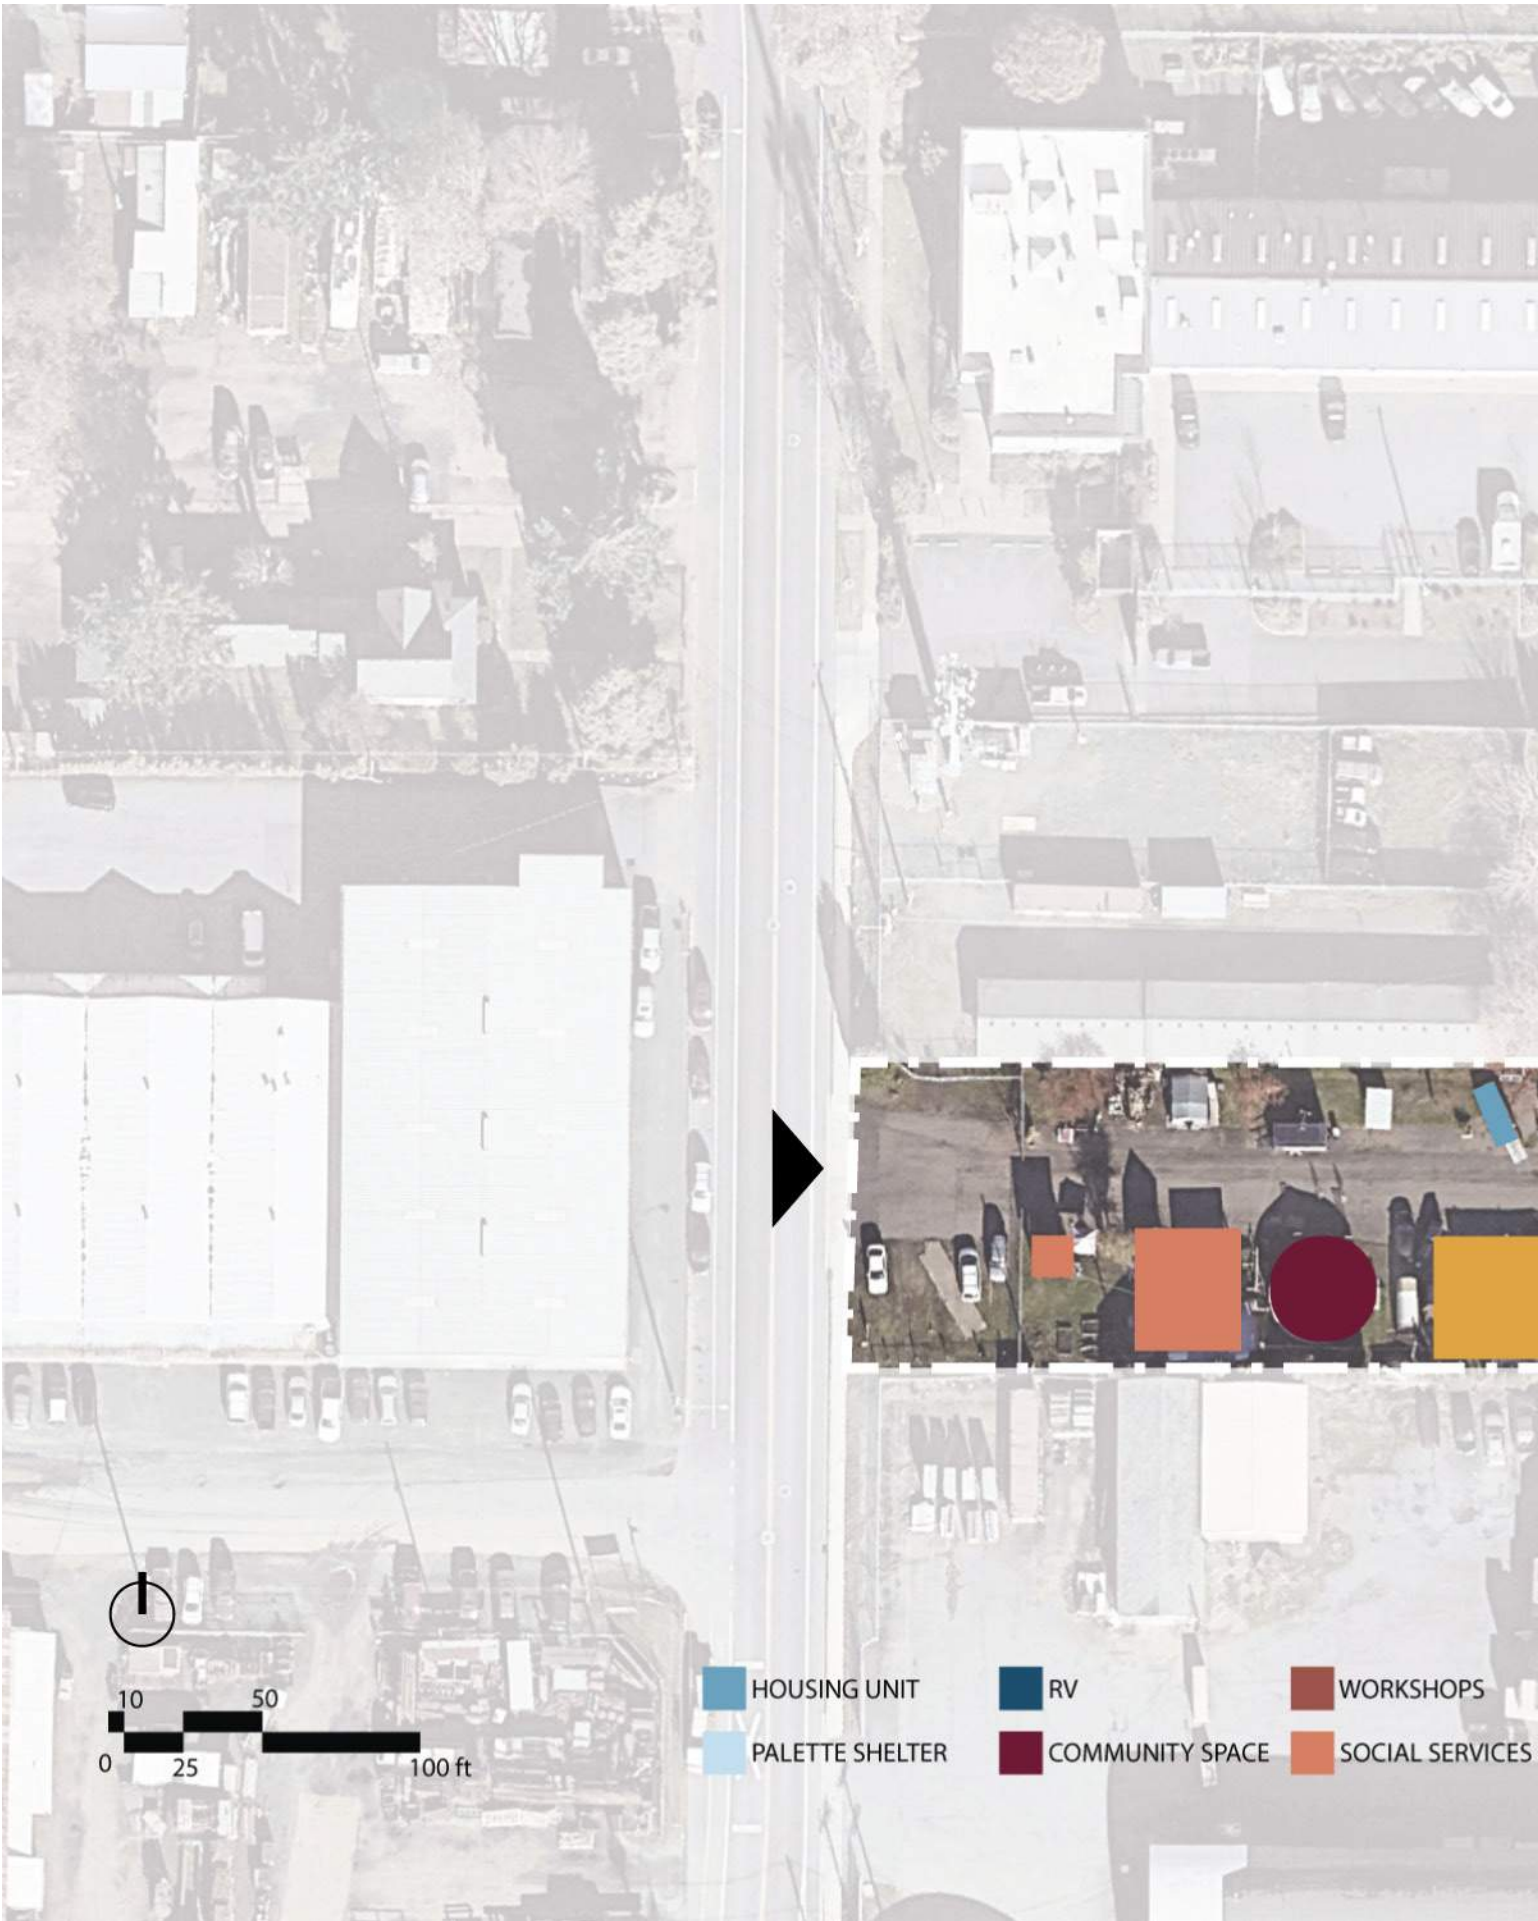 10 50
0 25 100 ft
HOUSING UNIT RV WORKSHOPS
PALETTE SHELTER COMMUNITY SPACE SOCIAL SERVICES